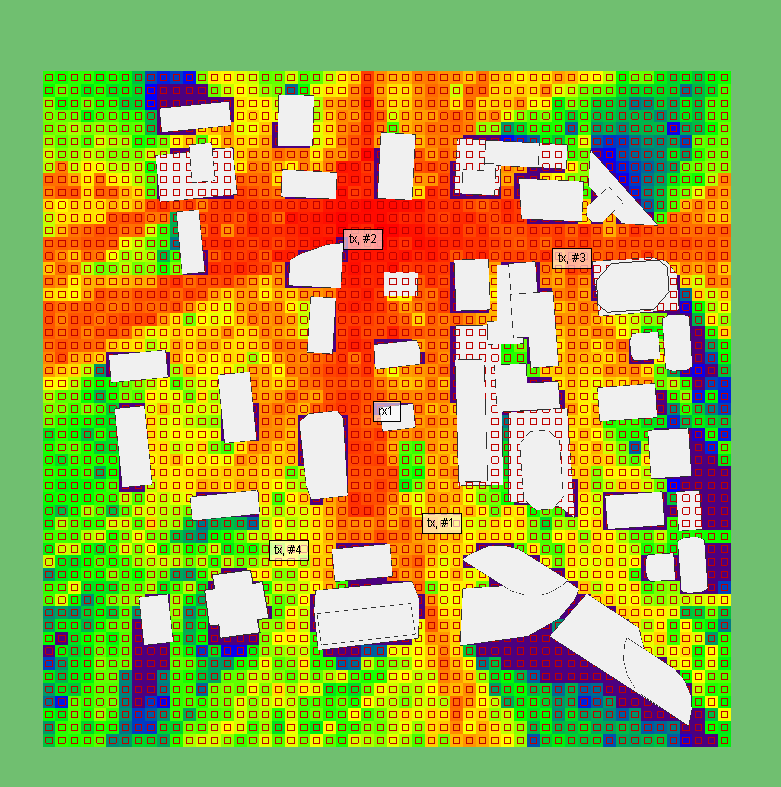 tx, #2
tx, #3
rx1
tx, #1
tx, #4